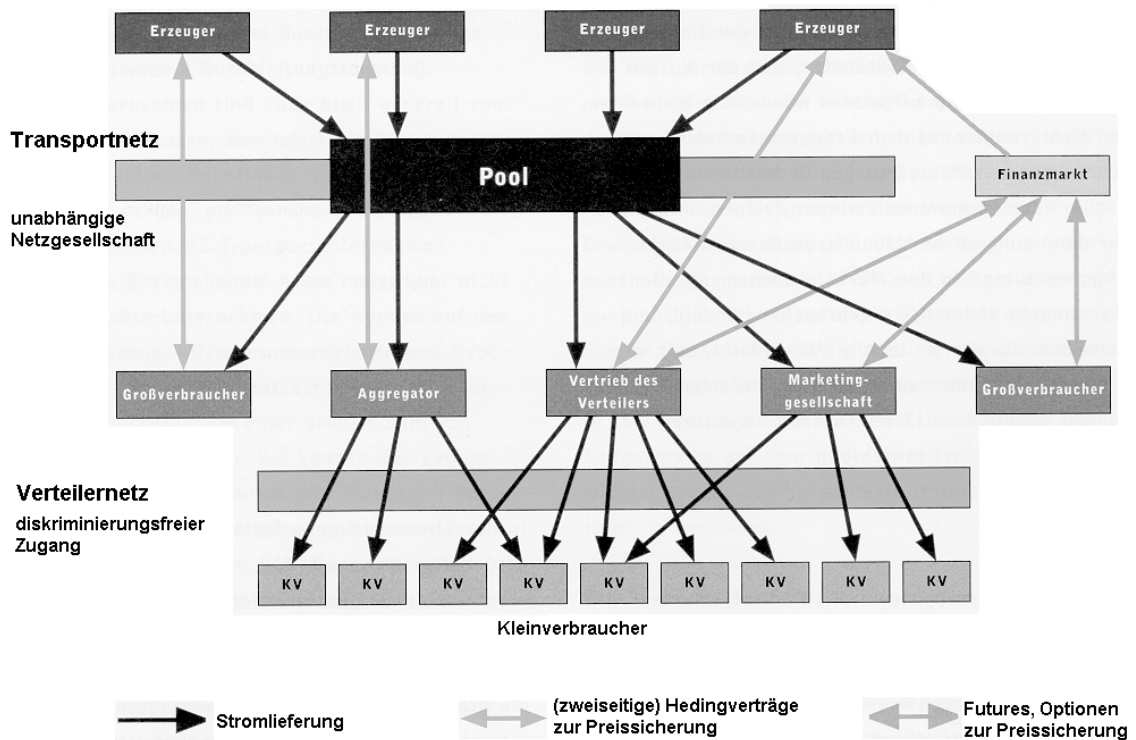 Erzeuger
Erzeuger
Erzeuger
Erzeuger
Transportnetz
Pool
Finanzmarkt
unabhängige
Netzgesellschaft
Großverbraucher
Aggregator
Vertrieb des
Verteilers
Marketing-
gesellschaft
Großverbraucher
Verteilernetz
diskriminierungsfreier
Zugang
KV
KV
KV
KV
KV
KV
KV
KV
KV
Kleinverbraucher
Stromlieferung
(zweiseitige) Hedingverträge
zur Preissicherung
Futures, Optionen
zur Preissicherung